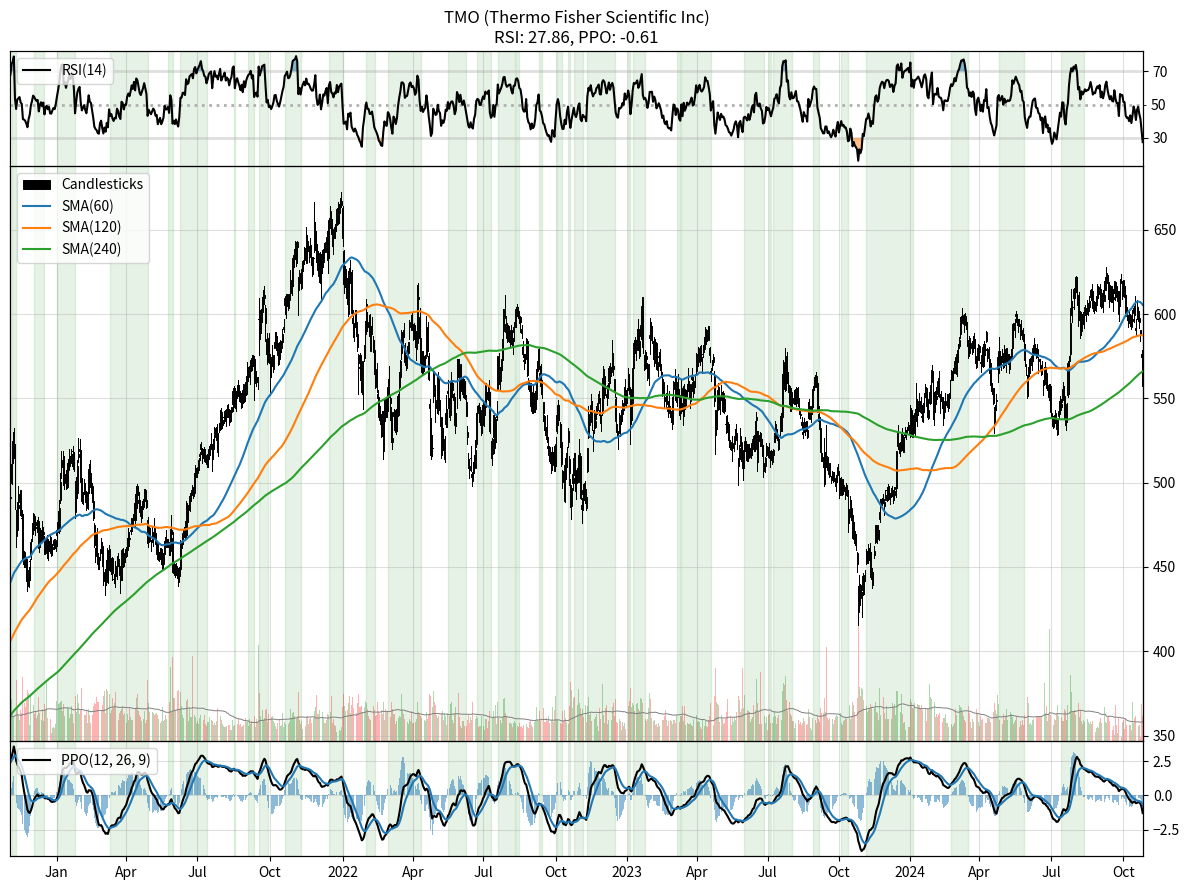 TMO (Thermo Fisher Scientific Inc)
RSI: 27.86, PPO: -0.61
RSI(14)
70
50
30
Candlesticks
SMA(60)
SMA(120)
SMA(240)
650
600
550
500
450
400
350
PPO(12, 26, 9)
2.5
0.0
−2.5
Jan Apr Jul Oct 2022 Apr Jul Oct 2023 Apr Jul Oct 2024 Apr Jul Oct